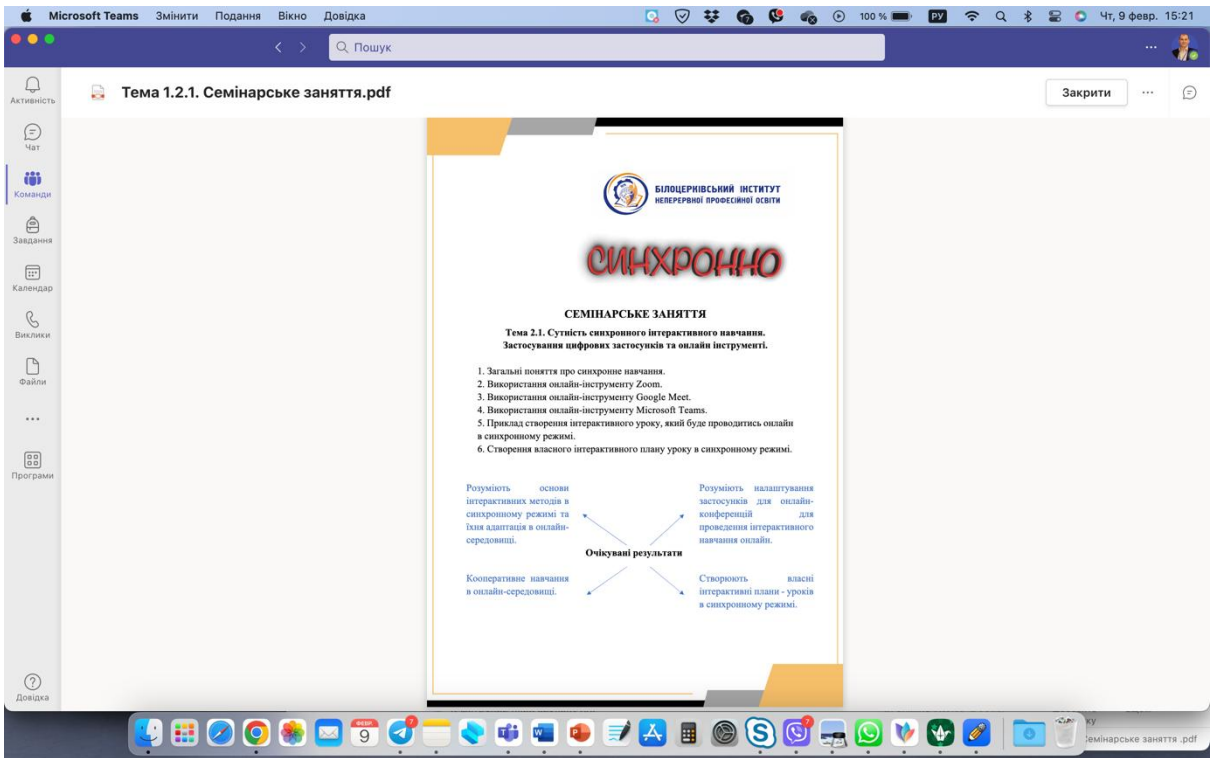 Microsoft Teams Змінити Подання Вікно Довідка 100 % РУ Чт, 9 февр. 15:21
Пошук
Активність
Чат
Команди
Завдання
Календар
Виклики
Файли
Програми
Довідка
Тема 1.2.1. Семінарське заняття.pdf
Закрити
БІЛОЦЕРКІВСЬКИЙ ІНСТИТУТ
НЕПЕРЕРВНОЇ ПРОФЕСІЙНОЇ ОСВІТИ
СИНХРОННО
СЕМІНАРСЬКЕ ЗАНЯТТЯ
Тема 2.1. Сутність синхронного інтерактивного навчання.
Застосування цифрових застосунків та онлайн інструменті.
1. Загальні поняття про синхронне навчання.
2. Використання онлайн-інструменту Zoom.
3. Використання онлайн-інструменту Google Meet.
4. Використання онлайн-інструменту Microsoft Teams.
5. Приклад створення інтерактивного уроку, який буде проводитись онлайн
в синхронному режимі.
6. Створення власного інтерактивного плану уроку в синхронному режимі.
Розуміють основи
інтерактивних методів в
синхронному режимі та
їхня адаптація в онлайн-
середовищі.
Розуміють налаштування
застосунків для онлайн-
конференцій для
проведення інтерактивного
навчання онлайн.
Очікувані результати
Кооперативне навчання
в онлайн-середовищі.
Створюють власні
інтерактивні плани - уроків
в синхронному режимі.
ФЕВР.
9
7
7
емінарське заняття .pdf